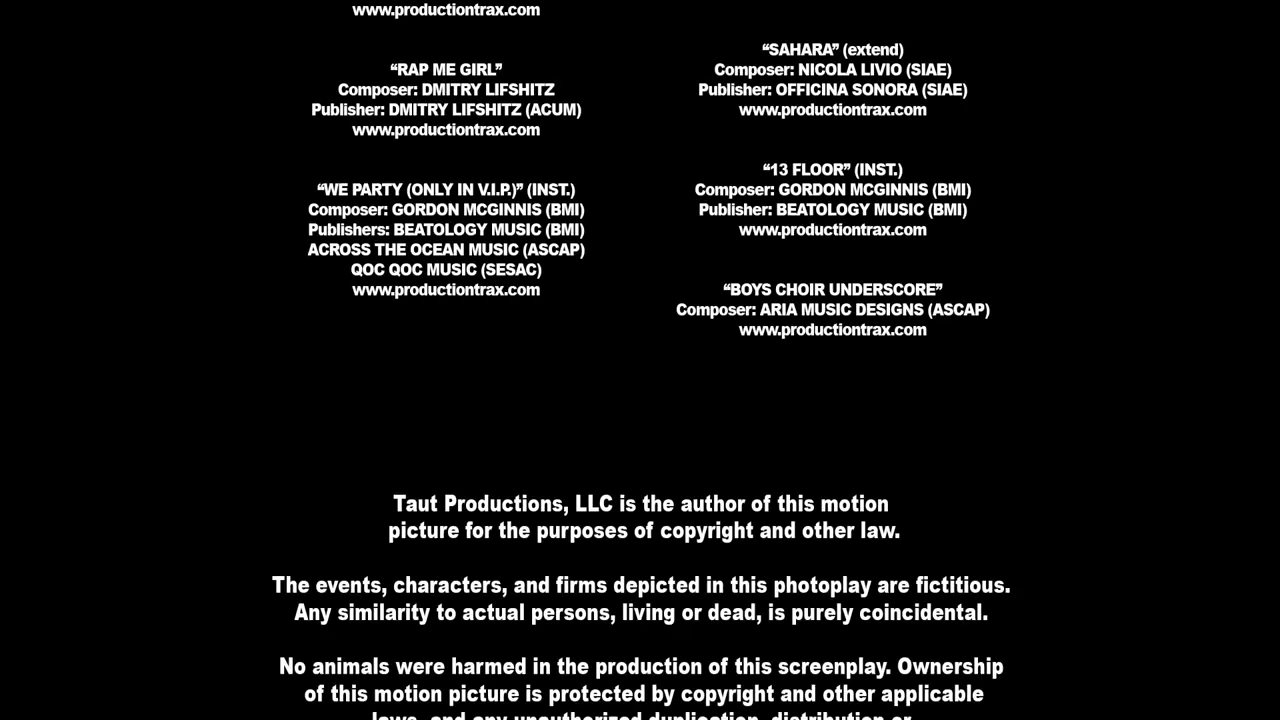 www.productiontrax.com
“RAP ME GIRL”
Composer: DMITRY LIFSHITZ
Publisher: DMITRY LIFSHITZ (ACUM)
www.productiontrax.com
“WE PARTY (ONLY IN V.I.P.)” (INST.)
Composer: GORDON MCGINNIS (BMI)
Publishers: BEATOLOGY MUSIC (BMI)
ACROSS THE OCEAN MUSIC (ASCAP)
QOC QOC MUSIC (SESAC)
www.productiontrax.com
“SAHARA” (extend)
Composer: NICOLA LIVIO (SIAE)
Publisher: OFFICINA SONORA (SIAE)
www.productiontrax.com
“13 FLOOR” (INST.)
Composer: GORDON MCGINNIS (BMI)
Publisher: BEATOLOGY MUSIC (BMI)
www.productiontrax.com
“BOYS CHOIR UNDERSCORE”
Composer: ARIA MUSIC DESIGNS (ASCAP)
www.productiontrax.com
Taut Productions, LLC is the author of this motion
picture for the purposes of copyright and other law.
The events, characters, and firms depicted in this photoplay are fictitious.
Any similarity to actual persons, living or dead, is purely coincidental.
No animals were harmed in the production of this screenplay. Ownership
of this motion picture is protected by copyright and other applicable
laws, and any unauthorized duplication, distribution or